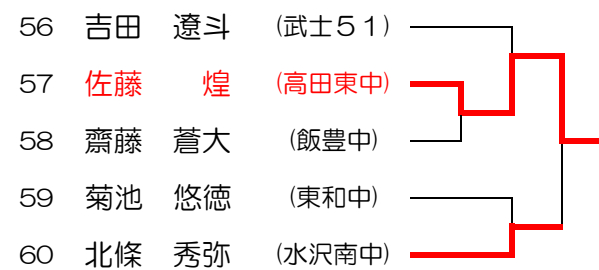 56 吉田 遼斗 (武士５１)
57 佐藤 煌 (高田東中)
58 齋藤 蒼大 (飯豊中)
59 菊池 悠徳 (東和中)
60 北條 秀弥 (水沢南中)